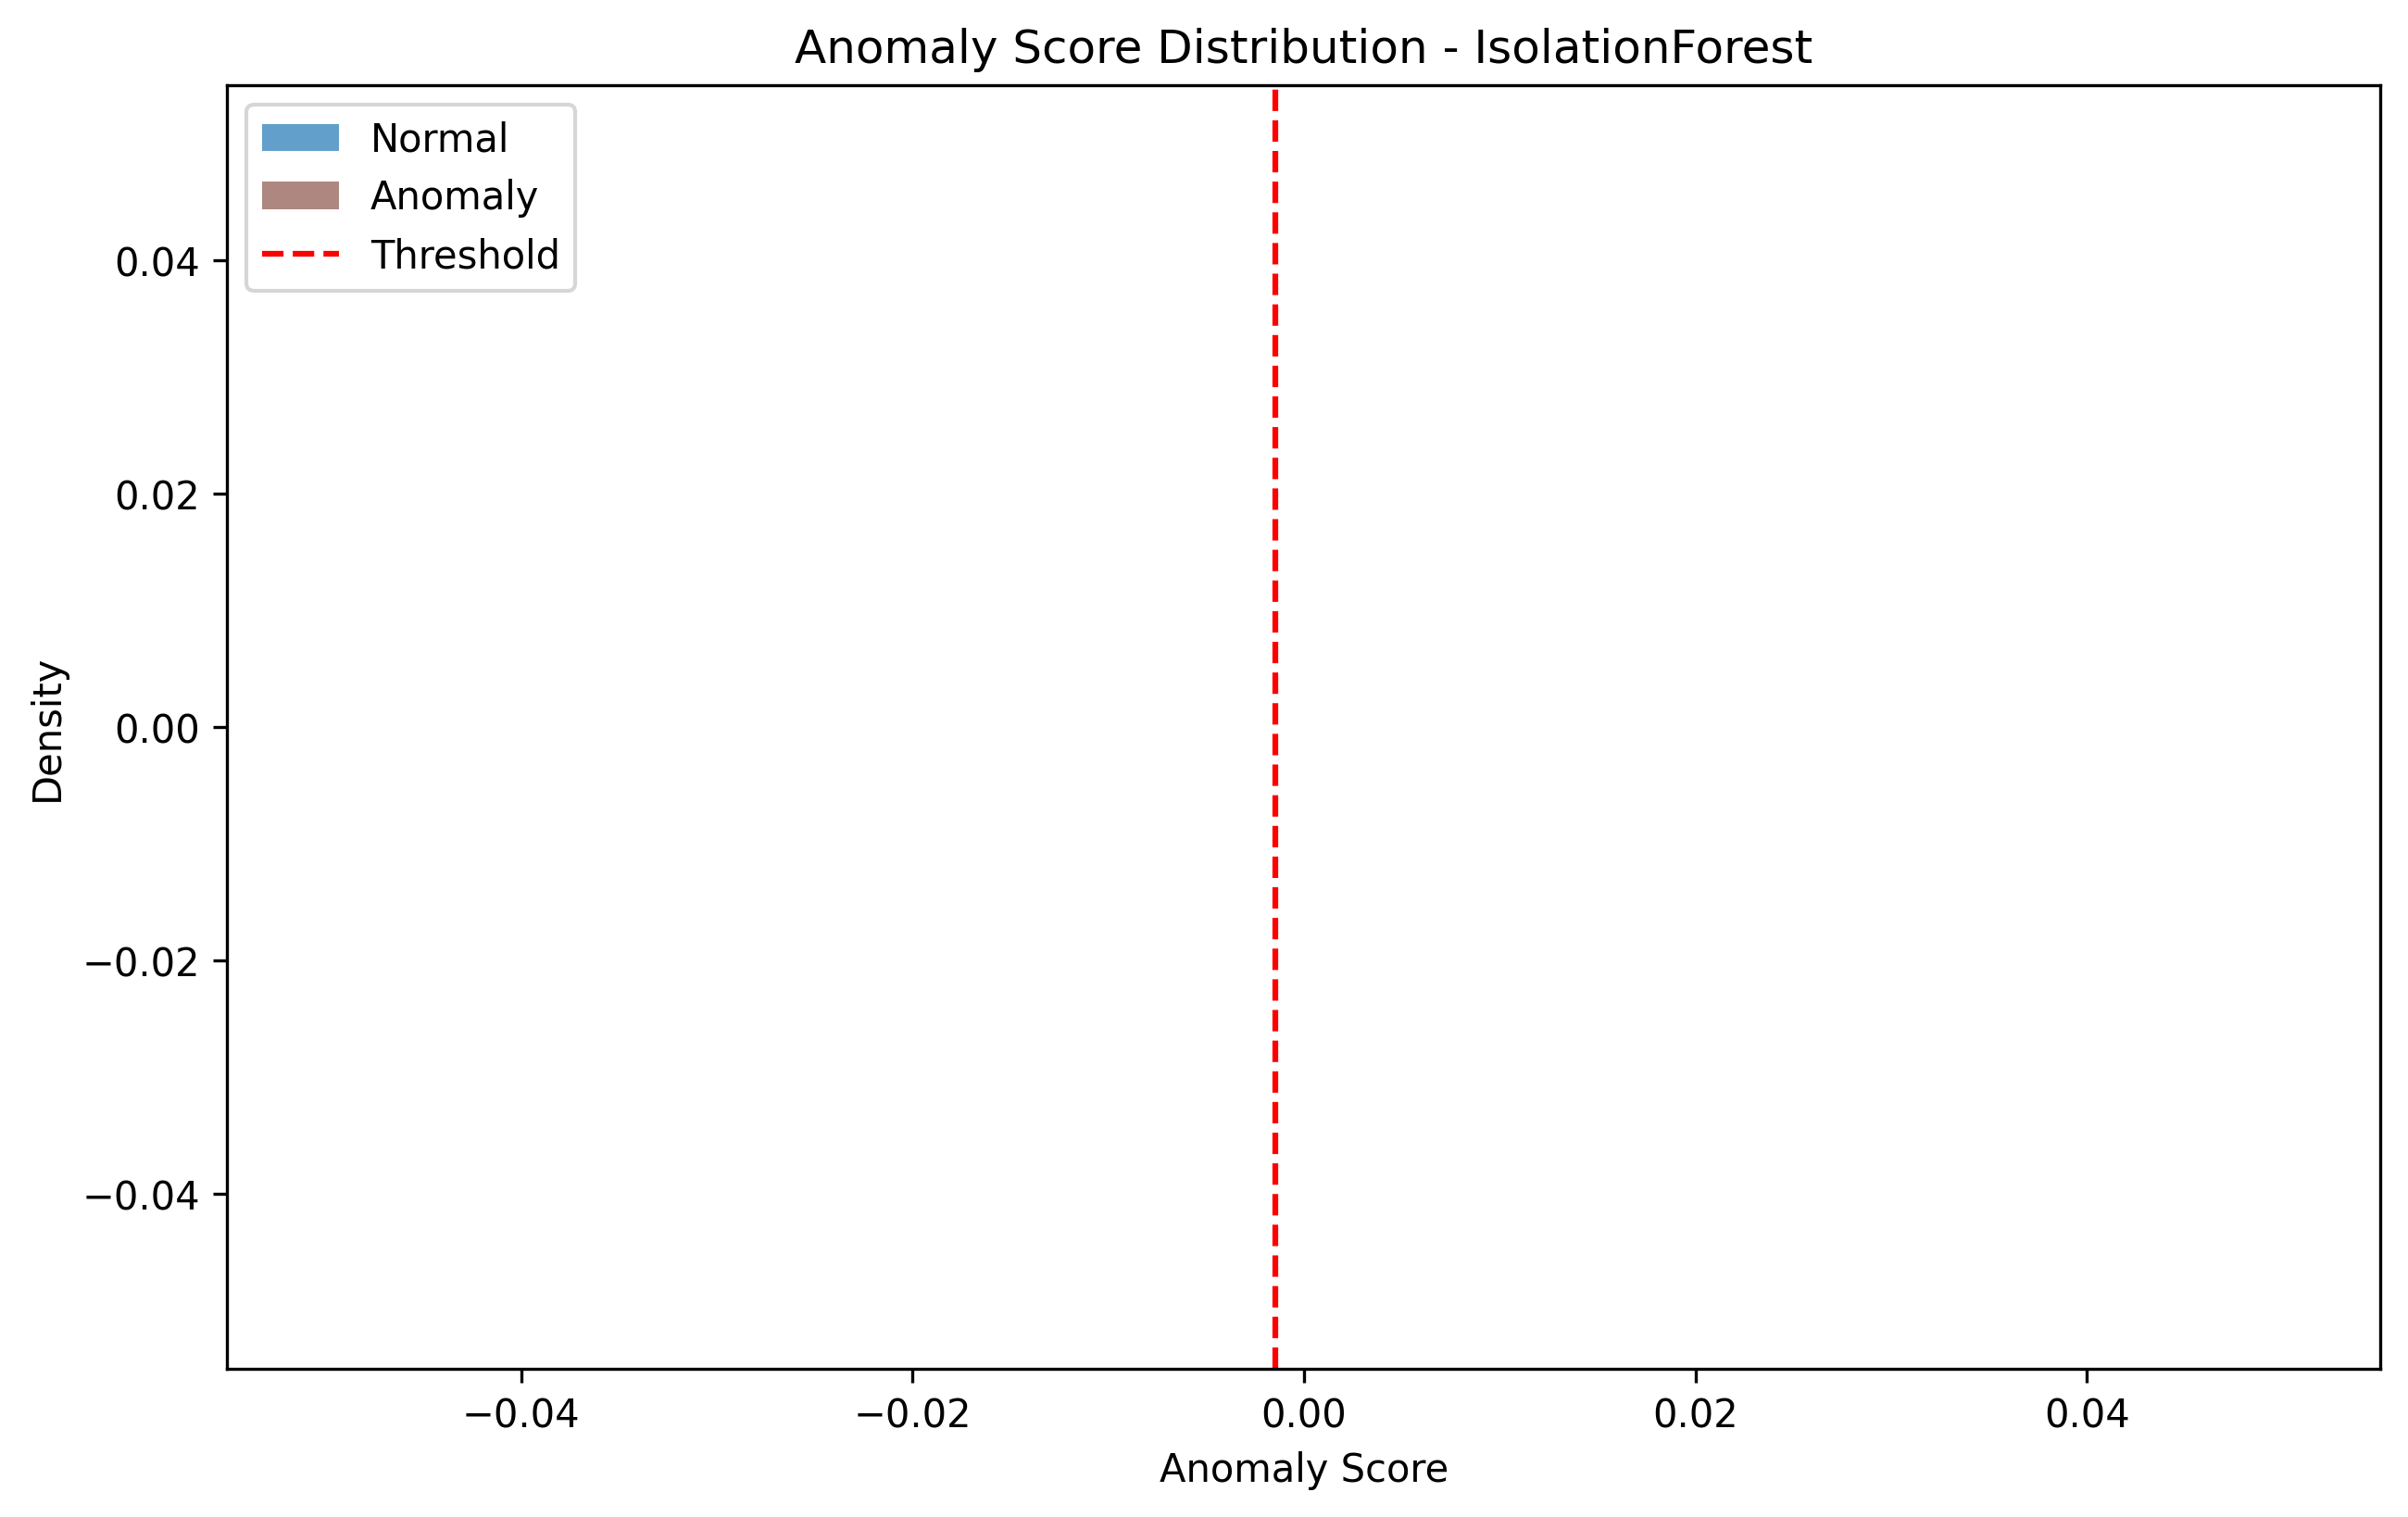 Anomaly Score Distribution - IsolationForest
Normal
Anomaly
Threshold
0.04
0.02
0.00
−0.02
−0.04
Density
−0.04
−0.02
0.00
0.02
0.04
Anomaly Score